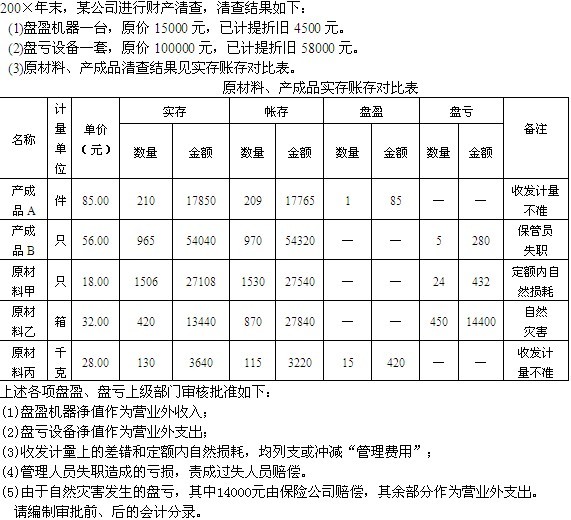 200×年末，某公司进行财产清查，清查结果如下：
(1)盘盈机器一台，原价 15000 元，已计提折旧 4500 元。
(2)盘亏设备一套，原价 100000 元，已计提折旧 58000 元。
(3)原材料、产成品清查结果见实存账存对比表。
原材料、产成品实存账存对比表
名称 计量单位 单价（元） 实存 帐存 盘盈 盘亏 备注
数量 金额 数量 金额 数量 金额 数量 金额
产成品A 件 85.00 210 17850 209 17765 1 85 — — 收发计量不准
产成品B 只 56.00 965 54040 970 54320 — — 5 280 保管员失职
原材料甲 只 18.00 1506 27108 1530 27540 — — 24 432 定额内自然损耗
原材料乙 箱 32.00 420 13440 870 27840 — — 450 14400 自然灾害
原材料丙 千克 28.00 130 3640 115 3220 15 420 — — 收发计量不准
上述各项盘盈、盘亏上级部门审核批准如下：
(1)盘盈机器净值作为营业外收入；
(2)盘亏设备净值作为营业外支出；
(3)收发计量上的差错和定额内自然损耗，均列支或冲减“管理费用”；
(4)管理人员失职造成的亏损，责成过失人员赔偿。
(5)由于自然灾害发生的盘亏，其中14000元由保险公司赔偿，其余部分作为营业外支出。
请编制审批前、后的会计分录。